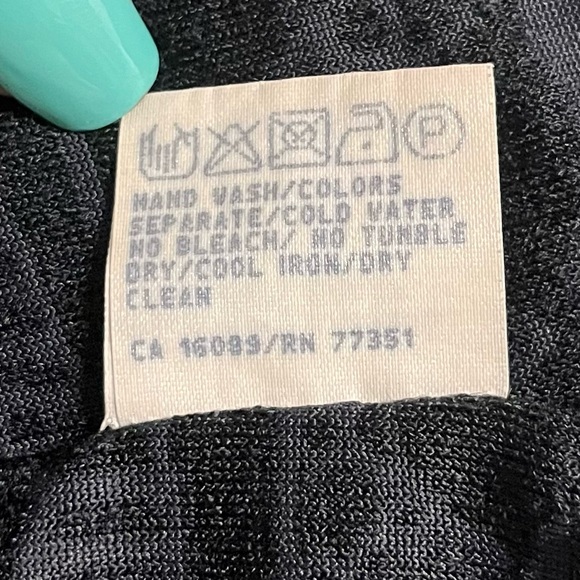 P
HAND WASH/COLORS
SEPARATE/COLD WATER
NO BLEACH/ NO TUMBLE
DRY/COOL IRON/DRY
CLEAN
CA 16099/RN 77351